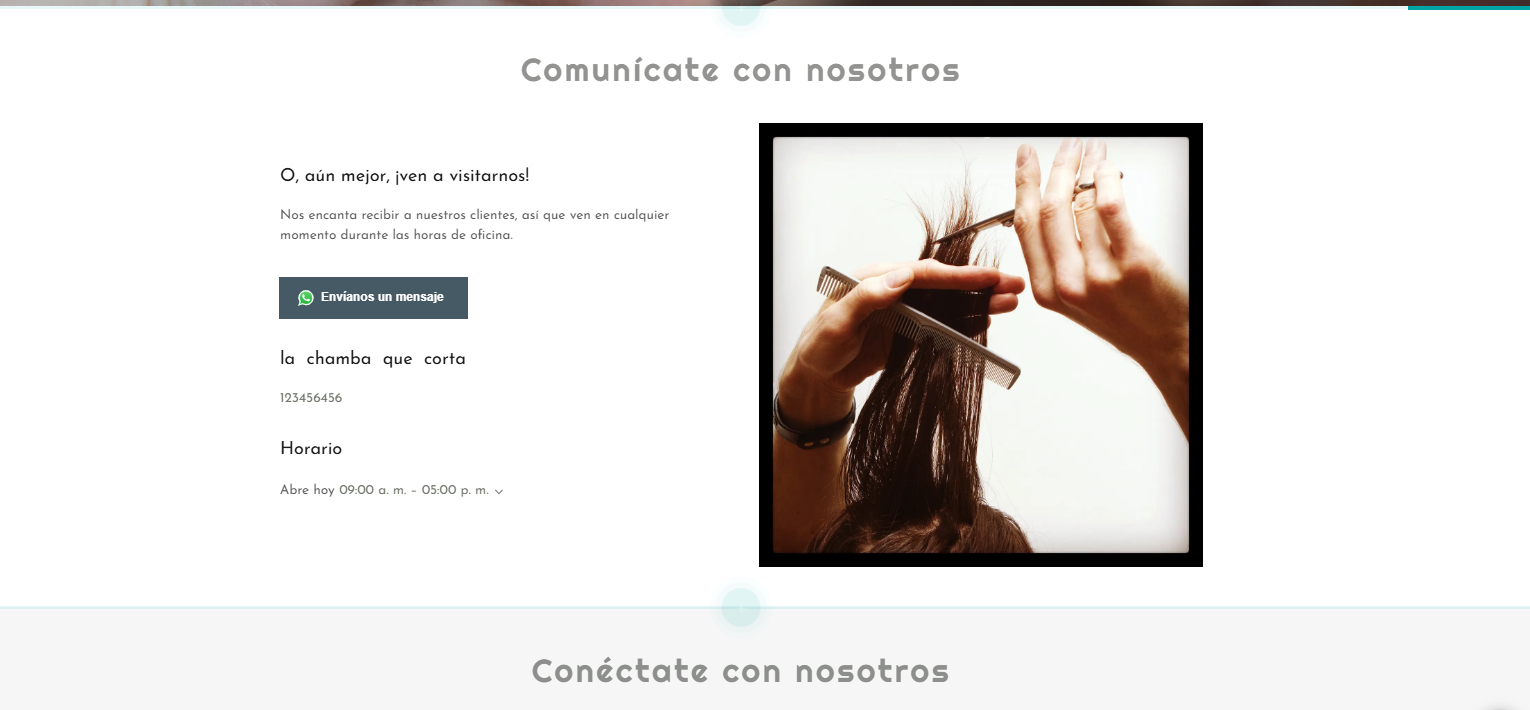 Comunícate con nosotros
O, aún mejor, ¡ven a visitarnos!
Nos encanta recibir a nuestros clientes, así que ven en cualquier
momento durante las horas de oficina.
Envíanos un mensaje
la chamba que corta
123456456
Horario
Abre hoy 09:00 a. m. – 05:00 p. m.
Conéctate con nosotros